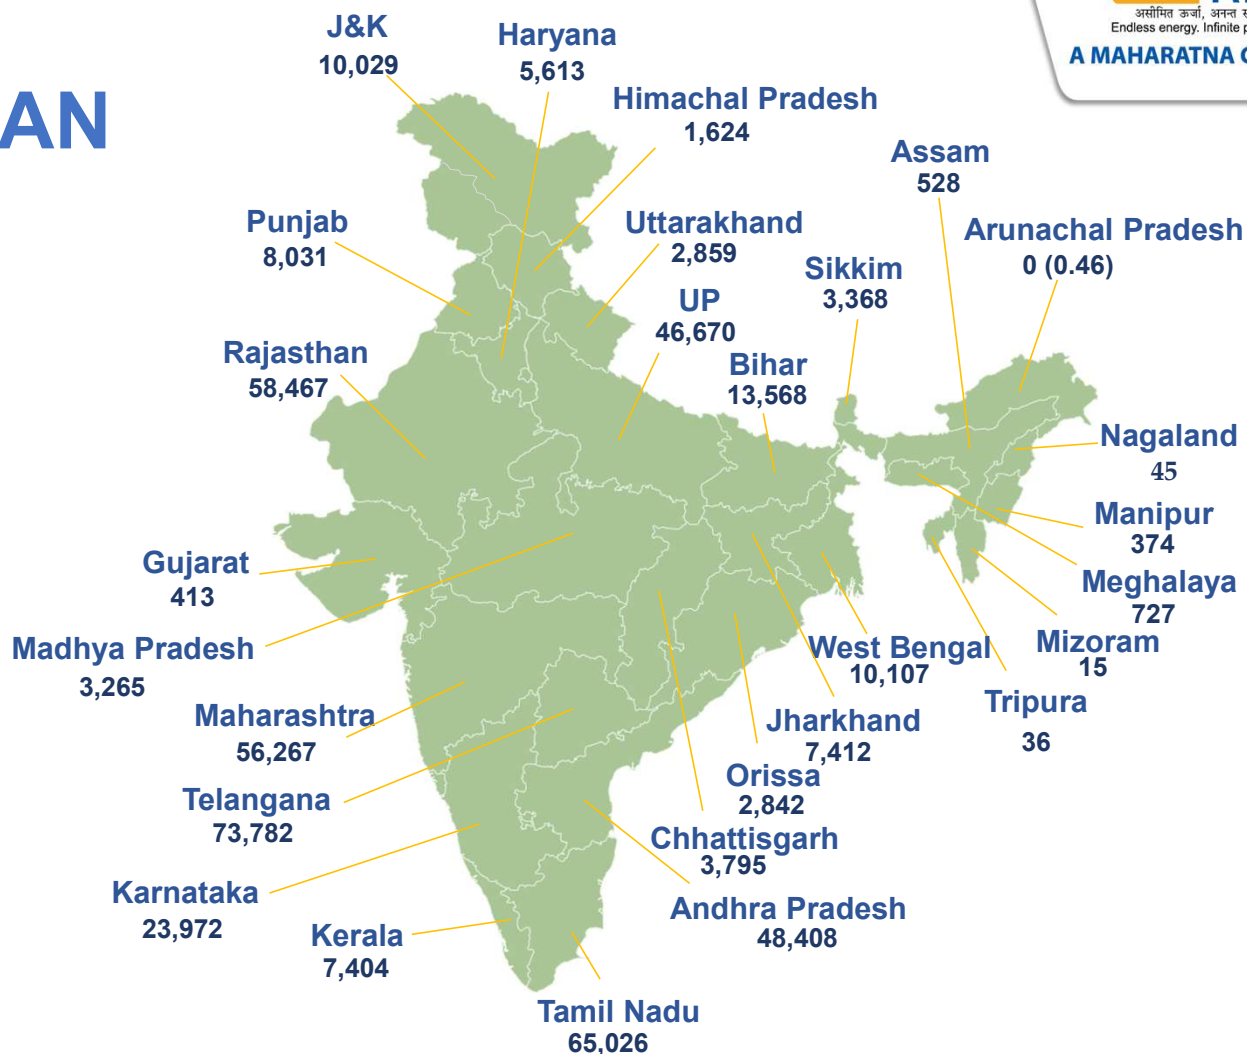 असीमित ऊर्जा, अनन्त
Endless energy. Infinite
A MAHARATNA
AN
J&K
10,029
Haryana
5,613
Himachal Pradesh
1,624
Assam
528
Punjab
8,031
Uttarakhand
2,859
Arunachal Pradesh
0 (0.46)
Sikkim
3,368
UP
46,670
Rajasthan
58,467
Bihar
13,568
Nagaland
45
Manipur
374
Gujarat
413
Meghalaya
727
Madhya Pradesh
3,265
West Bengal
10,107
Mizoram
15
Maharashtra
56,267
Jharkhand
7,412
Tripura
36
Telangana
73,782
Orissa
2,842
Chhattisgarh
3,795
Karnataka
23,972
Andhra Pradesh
48,408
Kerala
7,404
Tamil Nadu
65,026